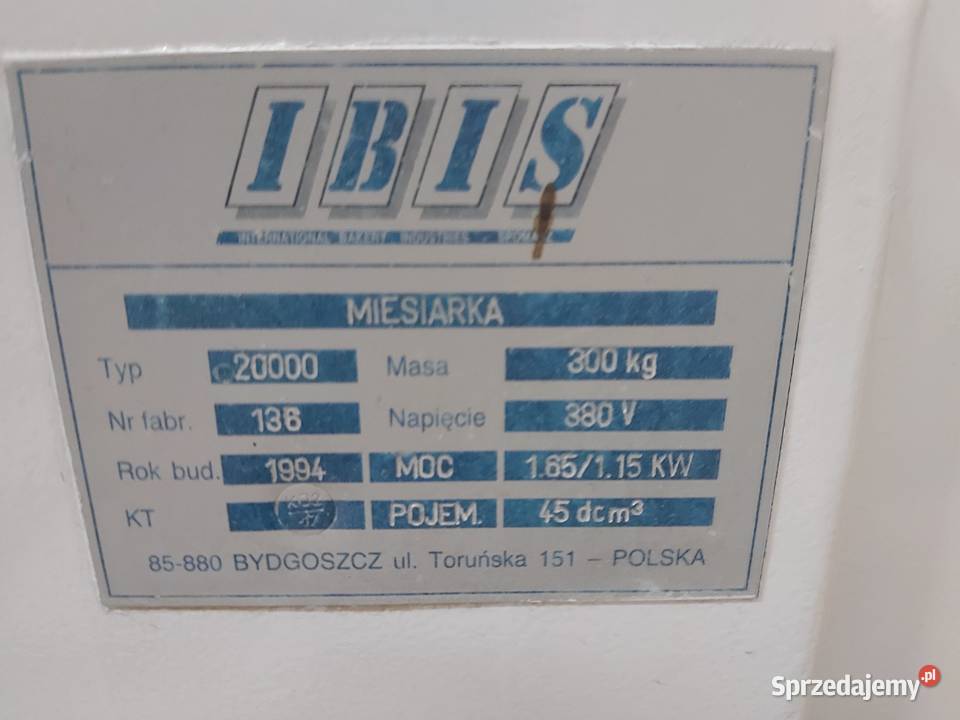 IBIS
INTERNATIONAL BAKERY INDUSTRIES
MIESIARKA
Typ 20000 Masa 300 kg
Nr fabr. 136 Napięcie 380 V
Rok bud. 1994 MOC 1.65/1.15 KW
KT POJEM. 45 dcm³
85-880 BYDGOSZCZ ul. Toruńska 151 – POLSKA
Sprzedajemy.pl